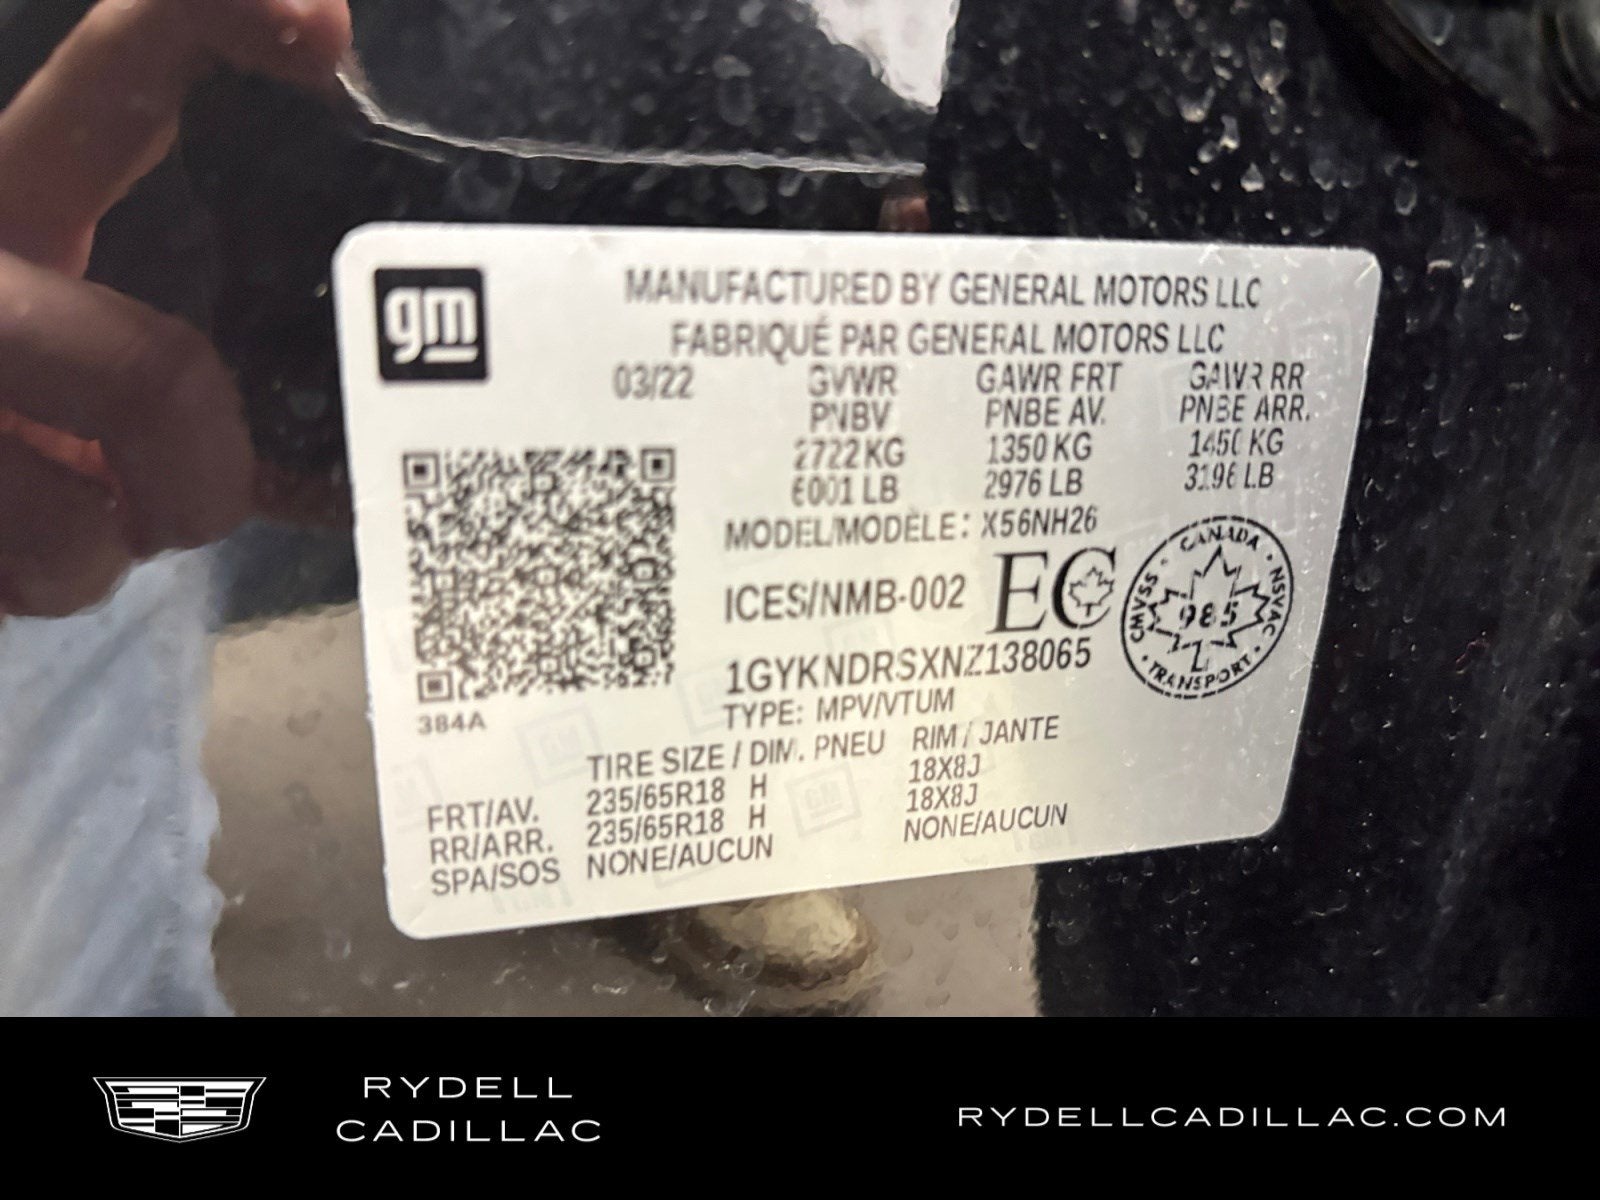 gm
MANUFACTURED BY GENERAL MOTORS LLC
FABRIQUÉ PAR GENERAL MOTORS LLC
03/22 GVWR GAWR FRT GAWR RR
PNBV PNBE AV. PNBE ARR.
2722 KG 1350 KG 1450 KG
6001 LB 2976 LB 3196 LB
MODEL/MODÈLE: X56NH26
ICES/NMB-002 EC
CANADA
CMVSS 985 NSVAC
TRANSPORT
1GYKNDRSXNZ138065
TYPE: MPV/VTUM
384A
TIRE SIZE / DIM. PNEU RIM / JANTE
FRT/AV. 235/65R18 H 18X8J
RR/ARR. 235/65R18 H 18X8J
SPA/SOS NONE/AUCUN NONE/AUCUN
RYDELL
CADILLAC
RYDELLCADILLAC.COM